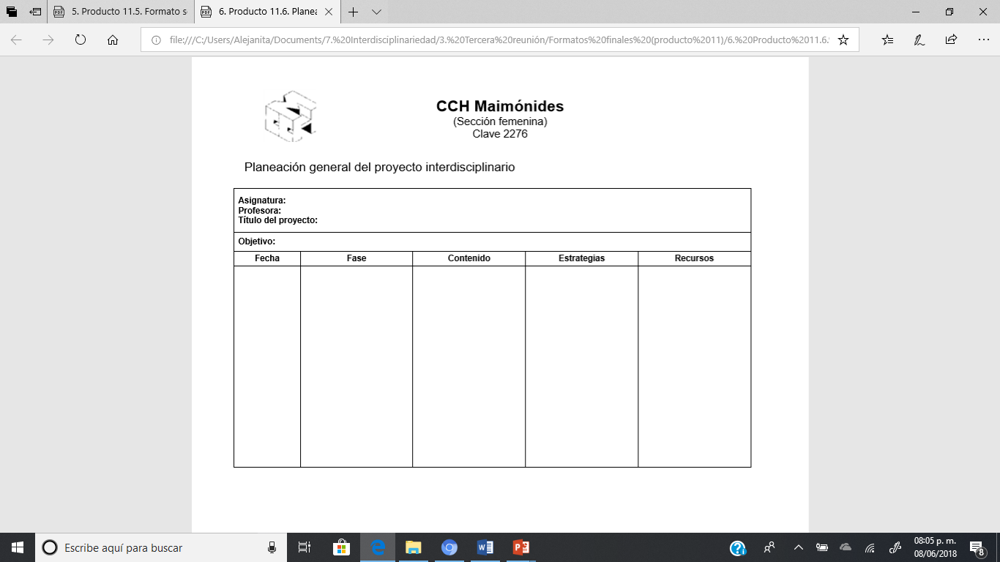 5. Producto 11.5. Formato s
6. Producto 11.6. Planea
file:///C:/Users/Alejanita/Documents/7.%20Interdisciplinariedad/3.%20Tercera%20reunión/Formatos%20finales%20(producto%2011)/6.%20Producto%2011.6.
CCH Maimónides
(Sección femenina)
Clave 2276
Planeación general del proyecto interdisciplinario
Asignatura:
Profesora:
Título del proyecto:
Objetivo:
Fecha Fase Contenido Estrategias Recursos
Escribe aquí para buscar
08:05 p. m.
08/06/2018
8